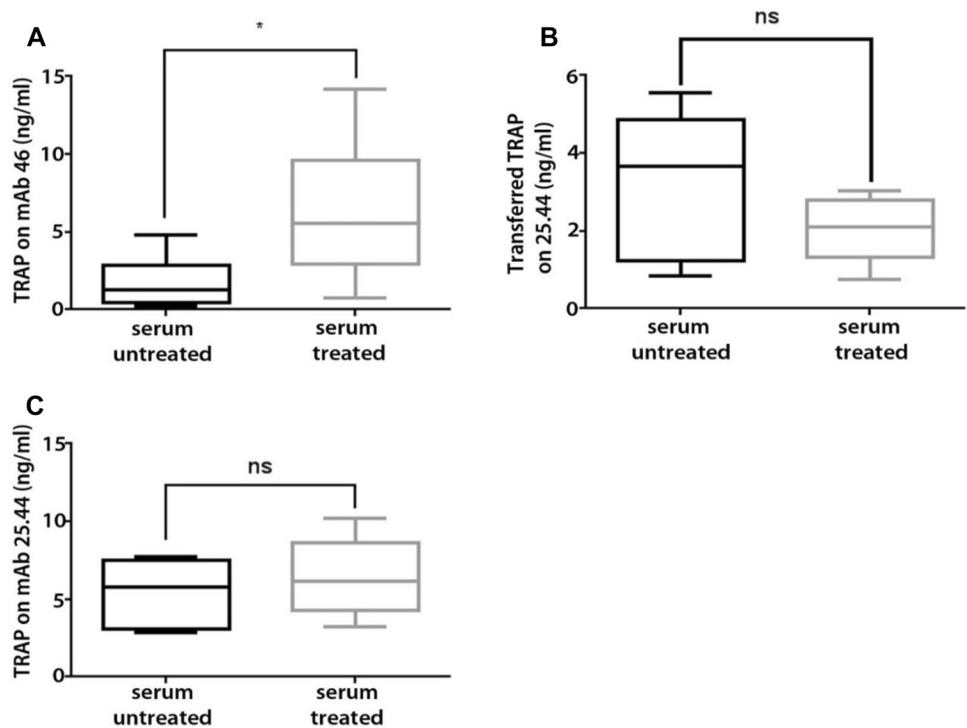 A
*
TRAP on mAb 46 (ng/ml)
15
10
5
0
serum
untreated
serum
treated
B
ns
Transferred TRAP
on 25.44 (ng/ml)
6
4
2
0
serum
untreated
serum
treated
C
ns
TRAP on mAb 25.44 (ng/ml)
15
10
5
0
serum
untreated
serum
treated